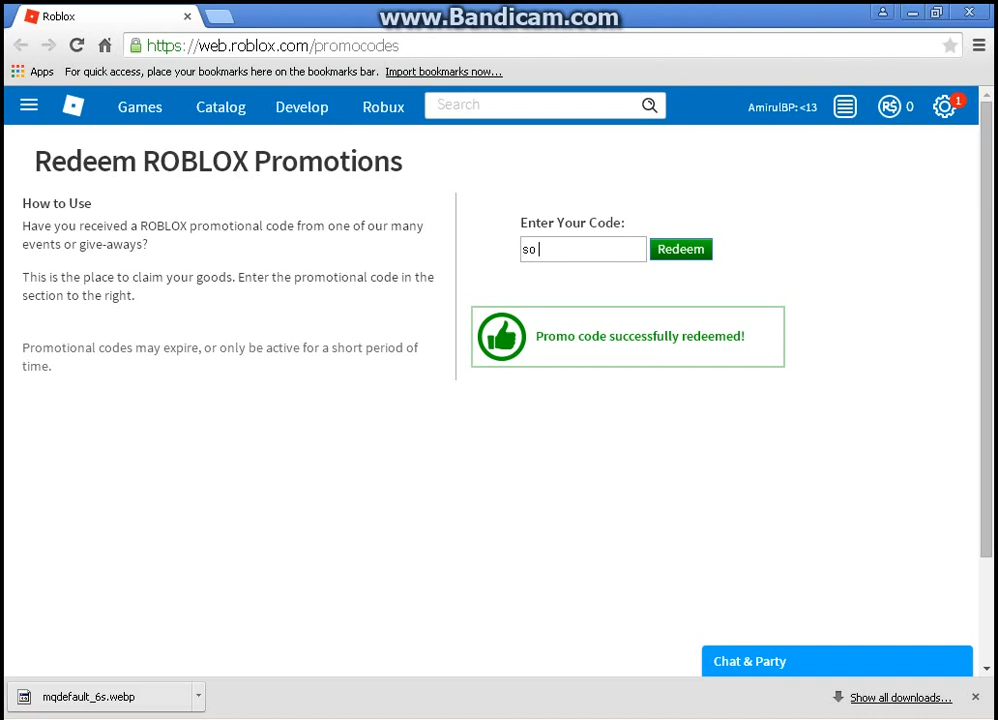 www.Bandicam.com
Roblox
https://web.roblox.com/promocodes
Apps For quick access, place your bookmarks here on the bookmarks bar. Import bookmarks now...
Games Catalog Develop Robux Search AmirulBP: <13 R$ 0 1
Redeem ROBLOX Promotions
How to Use
Have you received a ROBLOX promotional code from one of our many
events or give-aways?
This is the place to claim your goods. Enter the promotional code in the
section to the right.
Promotional codes may expire, or only be active for a short period of
time.
Enter Your Code:
so Redeem
Promo code successfully redeemed!
Chat & Party
mqdefault_6s.webp Show all downloads...